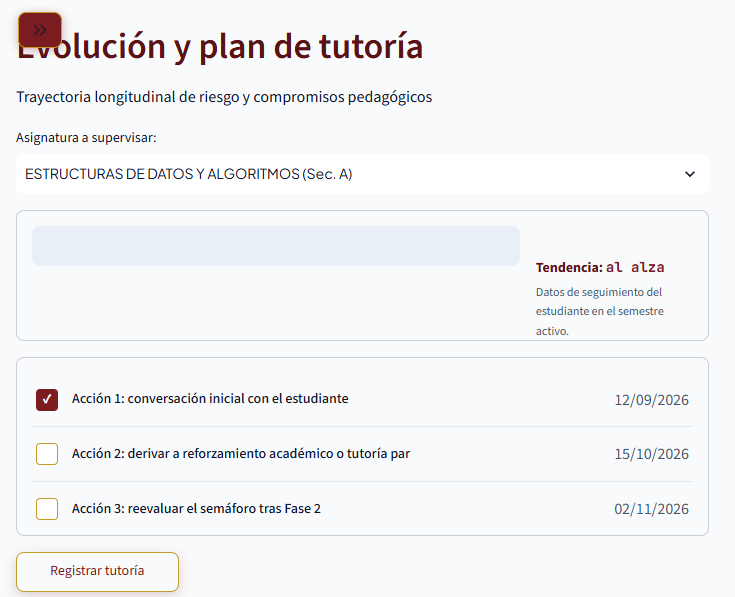 »
Evolución y plan de tutoría
Trayectoria longitudinal de riesgo y compromisos pedagógicos
Asignatura a supervisar:
ESTRUCTURAS DE DATOS Y ALGORITMOS (Sec. A)
Tendencia: al alza
Datos de seguimiento del
estudiante en el semestre
activo.
Acción 1: conversación inicial con el estudiante 12/09/2026
Acción 2: derivar a reforzamiento académico o tutoría par 15/10/2026
Acción 3: reevaluar el semáforo tras Fase 2 02/11/2026
Registrar tutoría